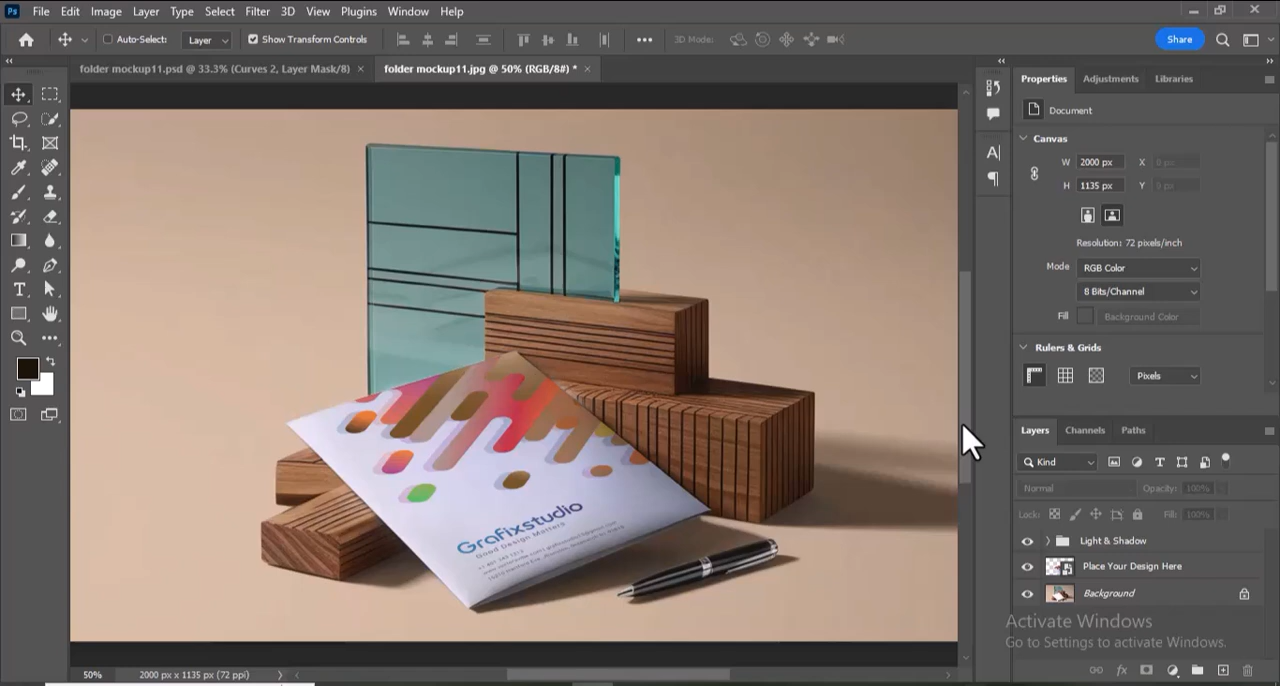 Ps File Edit Image Layer Type Select Filter 3D View Plugins Window Help
Auto-Select: Layer Show Transform Controls 3D Mode: Share
folder mockup11.psd @ 33.3% (Curves 2, Layer Mask/8) × folder mockup11.jpg @ 50% (RGB/8#) * ×
Properties Adjustments Libraries
Document
Canvas
W 2000 px X 0 px
H 1135 px Y 0 px
Resolution: 72 pixels/inch
Mode RGB Color
8 Bits/Channel
Fill Background Color
Rulers & Grids
Pixels
Layers Channels Paths
Kind
Normal Opacity: 100%
Lock: Fill: 100%
Light & Shadow
Place Your Design Here
Background
Activate Windows
Go to Settings to activate Windows.
Grafixstudio
Good Design Matters
50% 2000 px x 1135 px (72 ppi)